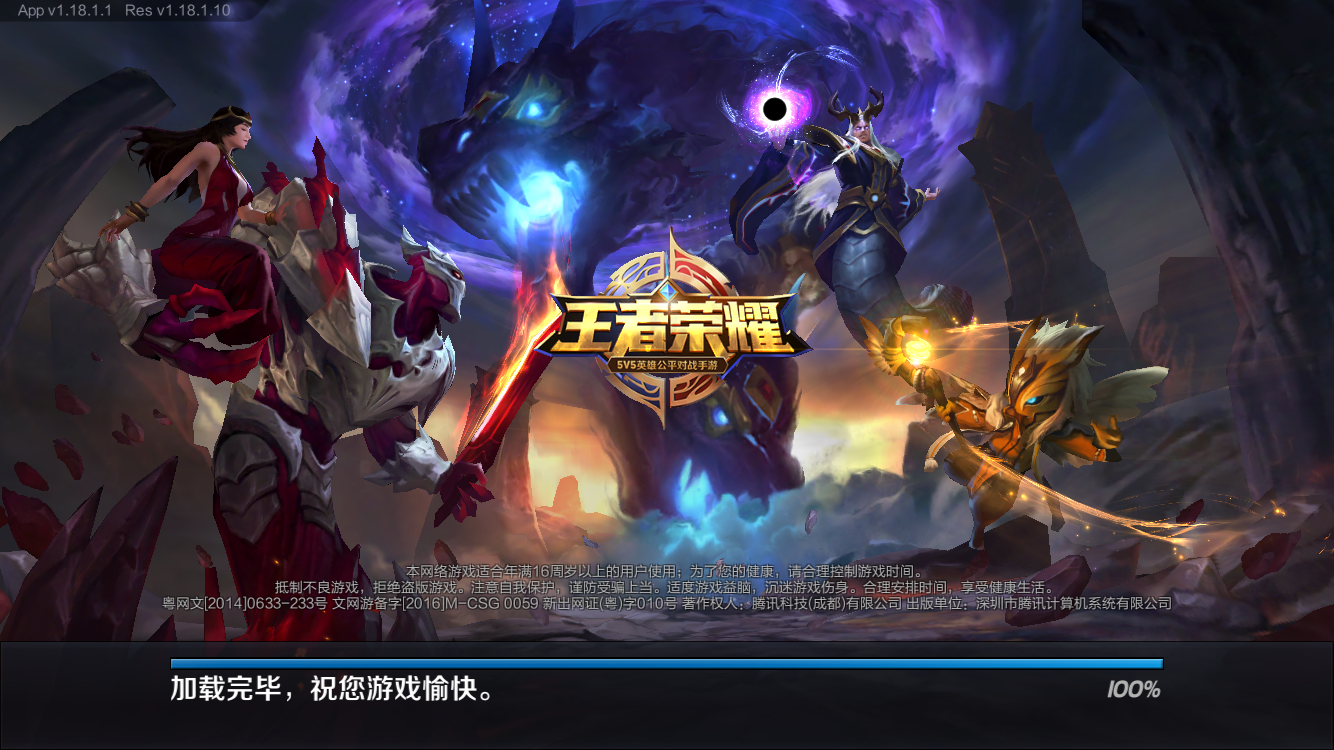 App v1.18.1.1 Res v1.18.1.10
王者荣耀
5V5英雄公平对战手游
本网络游戏适合年满16周岁以上的用户使用；为了您的健康，请合理控制游戏时间。
抵制不良游戏，拒绝盗版游戏。注意自我保护，谨防受骗上当。适度游戏益脑，沉迷游戏伤身。合理安排时间，享受健康生活。
粤网文[2014]0633-233号 文网游备字[2016]M-CSG 0059 新出网证(粤)字010号 著作权人：腾讯科技(成都)有限公司 出版单位：深圳市腾讯计算机系统有限公司
加载完毕，祝您游戏愉快。
100%